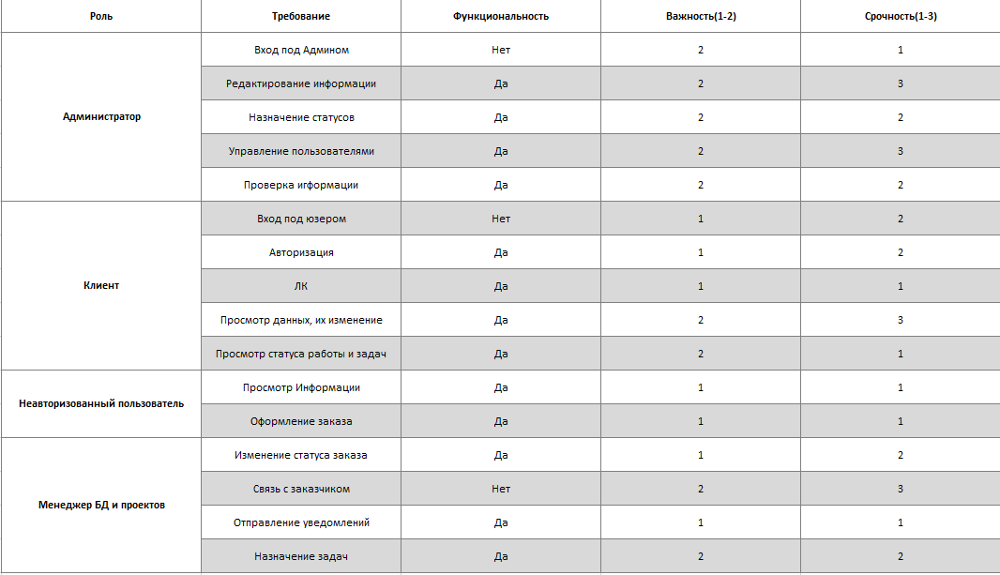 Роль Требование Функциональность Важность(1-2) Срочность(1-3)
Администратор
Вход под Админом Нет 2 1
Редактирование информации Да 2 3
Назначение статусов Да 2 2
Управление пользователями Да 2 3
Проверка игформации Да 2 2
Клиент
Вход под юзером Нет 1 2
Авторизация Да 1 2
ЛК Да 1 1
Просмотр данных, их изменение Да 2 3
Просмотр статуса работы и задач Да 2 1
Неавторизованный пользователь
Просмотр Информации Да 1 1
Оформление заказа Да 1 1
Менеджер БД и проектов
Изменение статуса заказа Да 1 2
Связь с заказчиком Нет 2 3
Отправление уведомлений Да 1 1
Назначение задач Да 2 2